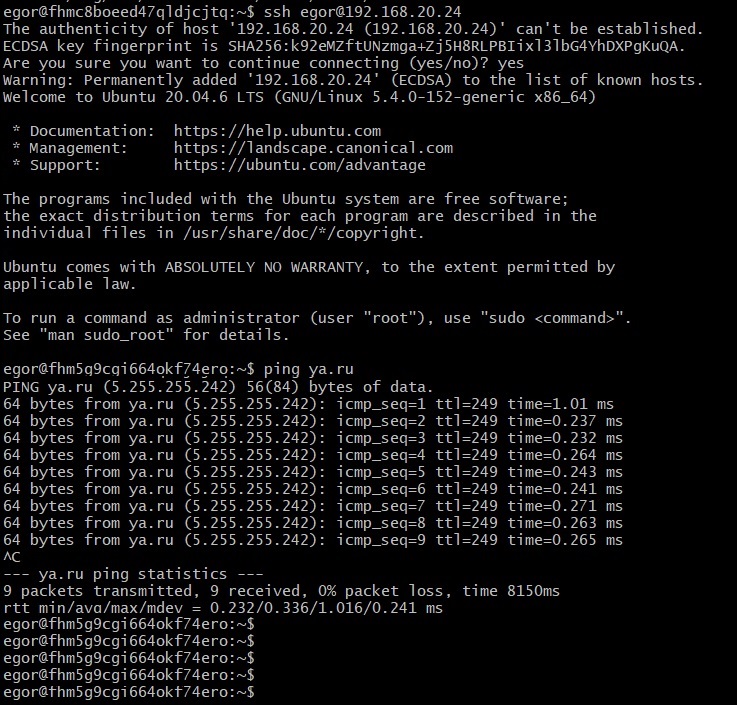 egor@fhmc8boeed47qldjcjtq:~$ ssh egor@192.168.20.24
The authenticity of host '192.168.20.24 (192.168.20.24)' can't be established.
ECDSA key fingerprint is SHA256:k92eMZftUNzmga+Zj5H8RLPBIixl3lbG4YhDXPgKuQA.
Are you sure you want to continue connecting (yes/no)? yes
Warning: Permanently added '192.168.20.24' (ECDSA) to the list of known hosts.
Welcome to Ubuntu 20.04.6 LTS (GNU/Linux 5.4.0-152-generic x86_64)
* Documentation:  https://help.ubuntu.com
* Management:     https://landscape.canonical.com
* Support:        https://ubuntu.com/advantage
The programs included with the Ubuntu system are free software;
the exact distribution terms for each program are described in the
individual files in /usr/share/doc/*/copyright.
Ubuntu comes with ABSOLUTELY NO WARRANTY, to the extent permitted by
applicable law.
To run a command as administrator (user "root"), use "sudo <command>".
See "man sudo_root" for details.
egor@fhm5g9cgi664okf74ero:~$ ping ya.ru
PING ya.ru (5.255.255.242) 56(84) bytes of data.
64 bytes from ya.ru (5.255.255.242): icmp_seq=1 ttl=249 time=1.01 ms
64 bytes from ya.ru (5.255.255.242): icmp_seq=2 ttl=249 time=0.237 ms
64 bytes from ya.ru (5.255.255.242): icmp_seq=3 ttl=249 time=0.232 ms
64 bytes from ya.ru (5.255.255.242): icmp_seq=4 ttl=249 time=0.264 ms
64 bytes from ya.ru (5.255.255.242): icmp_seq=5 ttl=249 time=0.243 ms
64 bytes from ya.ru (5.255.255.242): icmp_seq=6 ttl=249 time=0.241 ms
64 bytes from ya.ru (5.255.255.242): icmp_seq=7 ttl=249 time=0.271 ms
64 bytes from ya.ru (5.255.255.242): icmp_seq=8 ttl=249 time=0.263 ms
64 bytes from ya.ru (5.255.255.242): icmp_seq=9 ttl=249 time=0.265 ms
^C
--- ya.ru ping statistics ---
9 packets transmitted, 9 received, 0% packet loss, time 8150ms
rtt min/avg/max/mdev = 0.232/0.336/1.016/0.241 ms
egor@fhm5g9cgi664okf74ero:~$
egor@fhm5g9cgi664okf74ero:~$
egor@fhm5g9cgi664okf74ero:~$
egor@fhm5g9cgi664okf74ero:~$
egor@fhm5g9cgi664okf74ero:~$